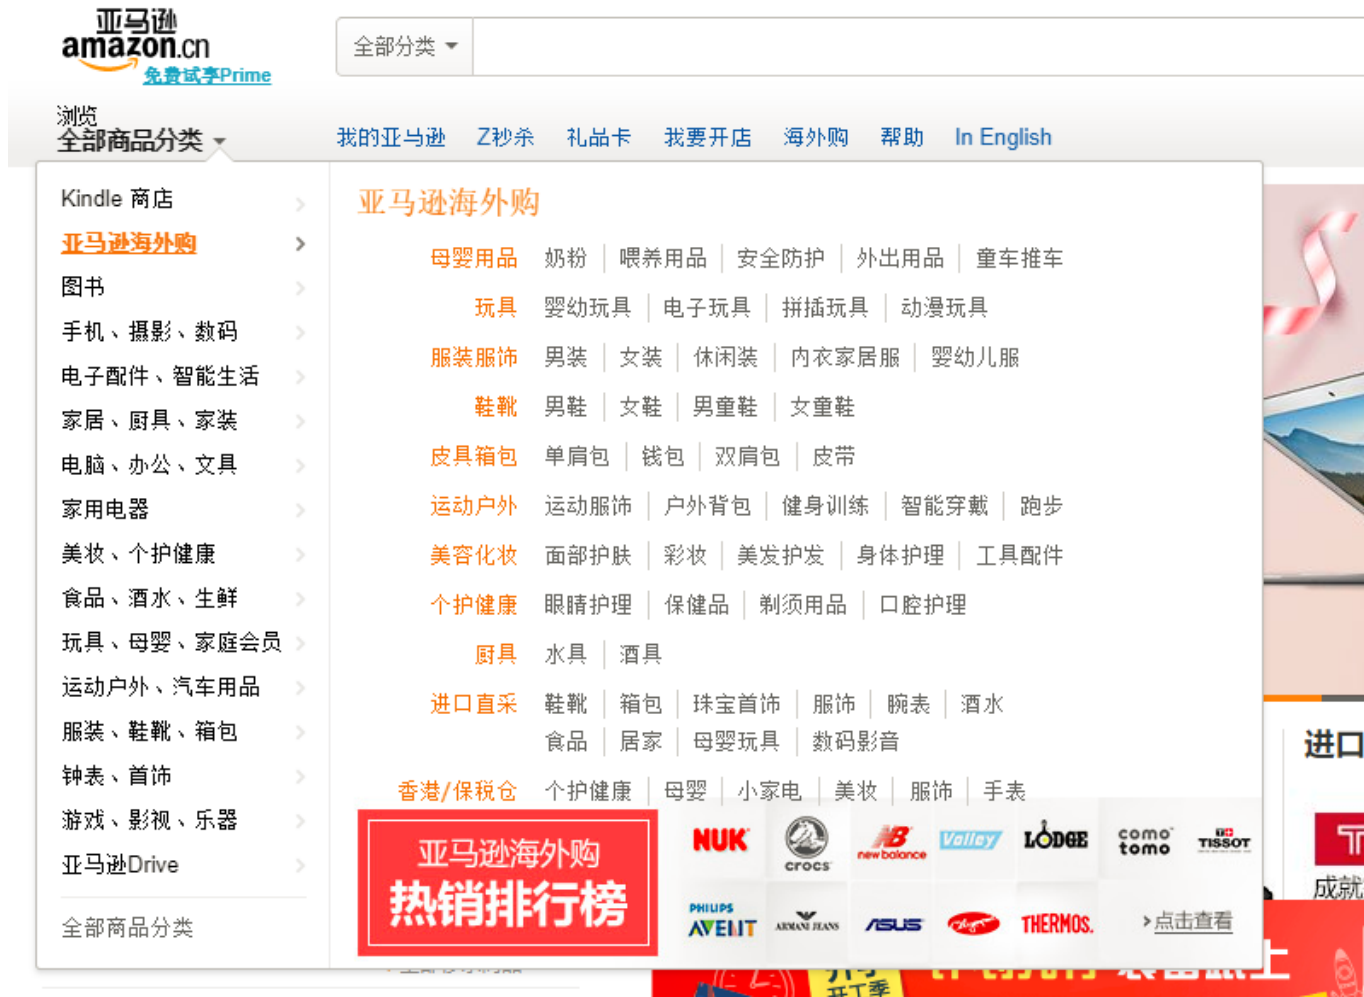 亚马逊
amazon.cn
免费试享Prime
全部分类
浏览
全部商品分类
我的亚马逊 Z秒杀 礼品卡 我要开店 海外购 帮助 In English
Kindle 商店
亚马逊海外购
图书
手机、摄影、数码
电子配件、智能生活
家居、厨具、家装
电脑、办公、文具
家用电器
美妆、个护健康
食品、酒水、生鲜
玩具、母婴、家庭会员
运动户外、汽车用品
服装、鞋靴、箱包
钟表、首饰
游戏、影视、乐器
亚马逊Drive
全部商品分类
亚马逊海外购
母婴用品 奶粉 喂养用品 安全防护 外出用品 童车推车
玩具 婴幼玩具 电子玩具 拼插玩具 动漫玩具
服装服饰 男装 女装 休闲装 内衣家居服 婴幼儿服
鞋靴 男鞋 女鞋 男童鞋 女童鞋
皮具箱包 单肩包 钱包 双肩包 皮带
运动户外 运动服饰 户外背包 健身训练 智能穿戴 跑步
美容化妆 面部护肤 彩妆 美发护发 身体护理 工具配件
个护健康 眼睛护理 保健品 剃须用品 口腔护理
厨具 水具 酒具
进口直采 鞋靴 箱包 珠宝首饰 服饰 腕表 酒水
食品 居家 母婴玩具 数码影音
香港/保税仓 个护健康 母婴 小家电 美妆 服饰 手表
亚马逊海外购
热销排行榜
NUK crocs new balance Valley LODGE comotomo TISSOT
PHILIPS AVENT ARMANI JEANS ASUS THERMOS.
点击查看
进口
成就
开工季